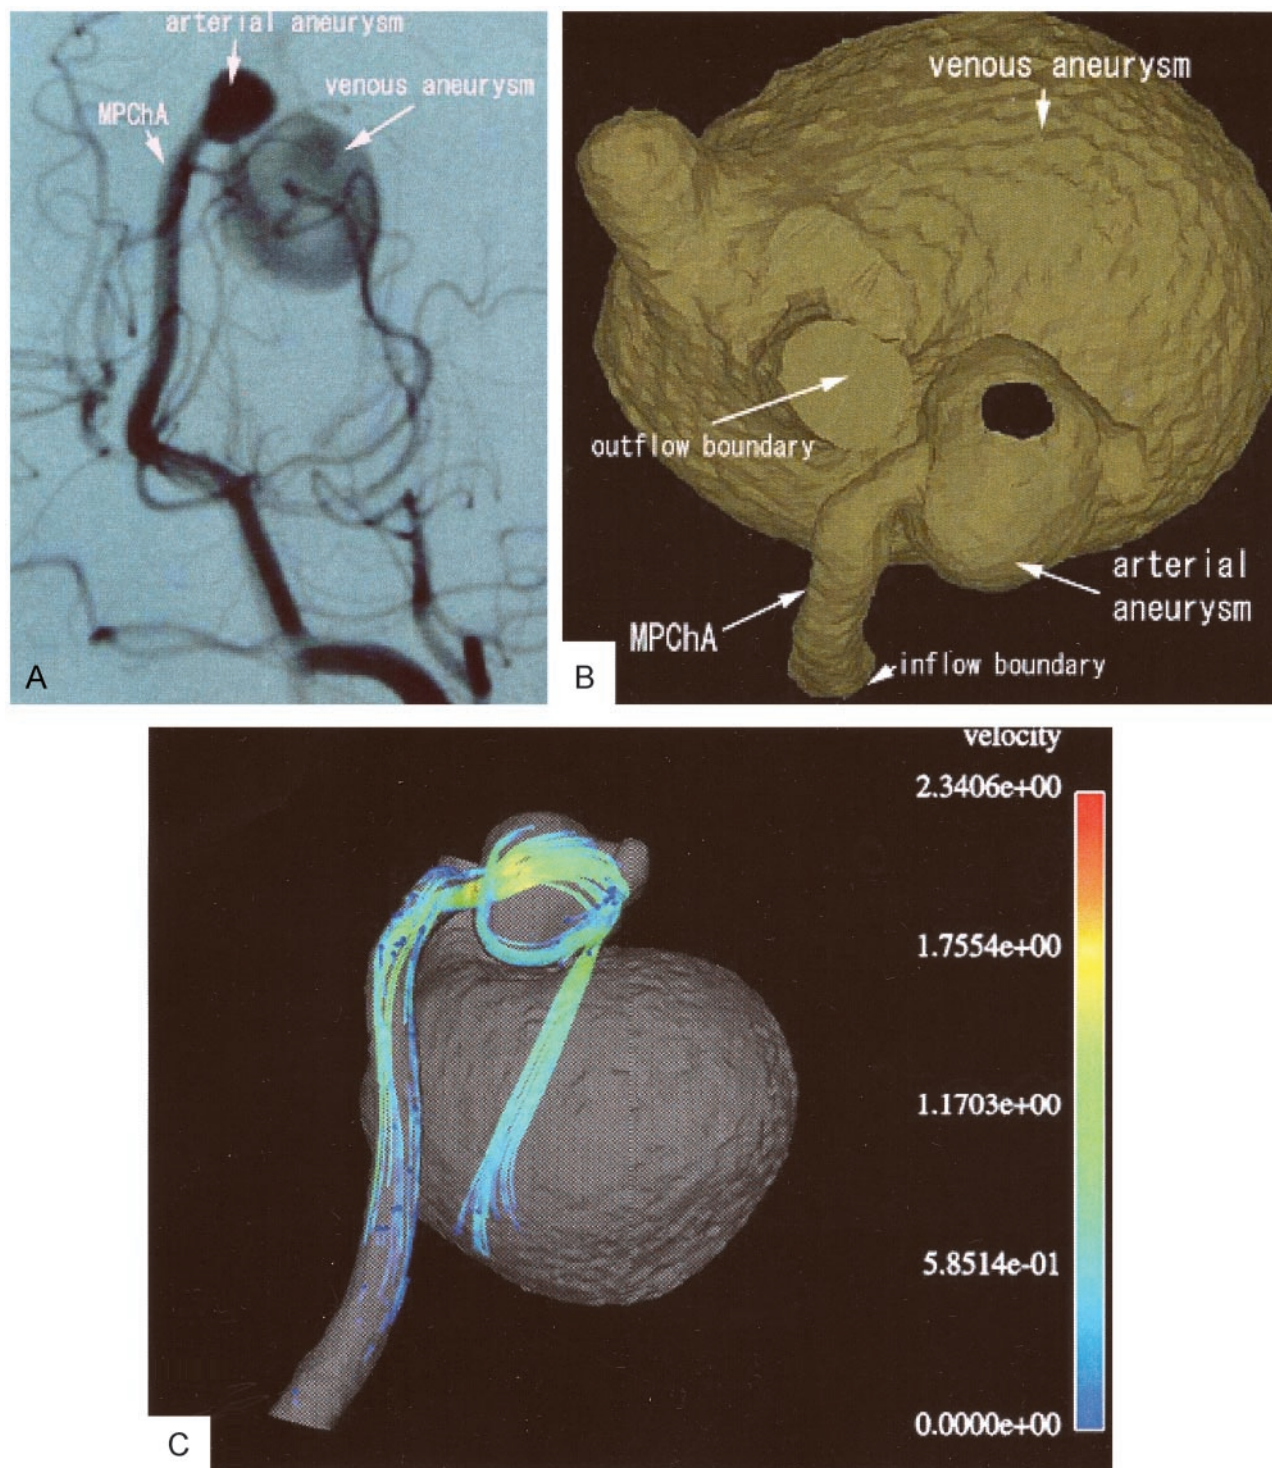 arterial aneurysm
venous aneurysm
MPChA
A
venous aneurysm
outflow boundary
arterial
aneurysm
MPChA
inflow boundary
B
velocity
2.3406e+00
1.7554e+00
1.1703e+00
5.8514e-01
0.0000e+00
C